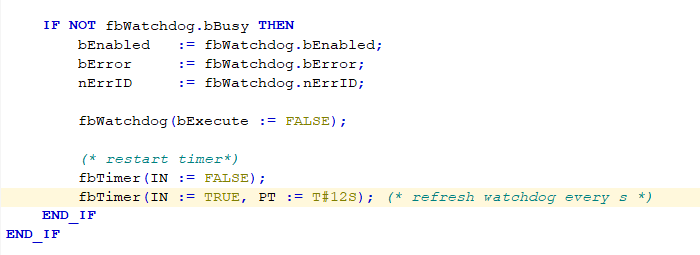 IF NOT fbWatchdog.bBusy THEN
bEnabled := fbWatchdog.bEnabled;
bError := fbWatchdog.bError;
nErrID := fbWatchdog.nErrID;
fbWatchdog(bExecute := FALSE);
(* restart timer*)
fbTimer(IN := FALSE);
fbTimer(IN := TRUE, PT := T#12S); (* refresh watchdog every s *)
END_IF
END_IF